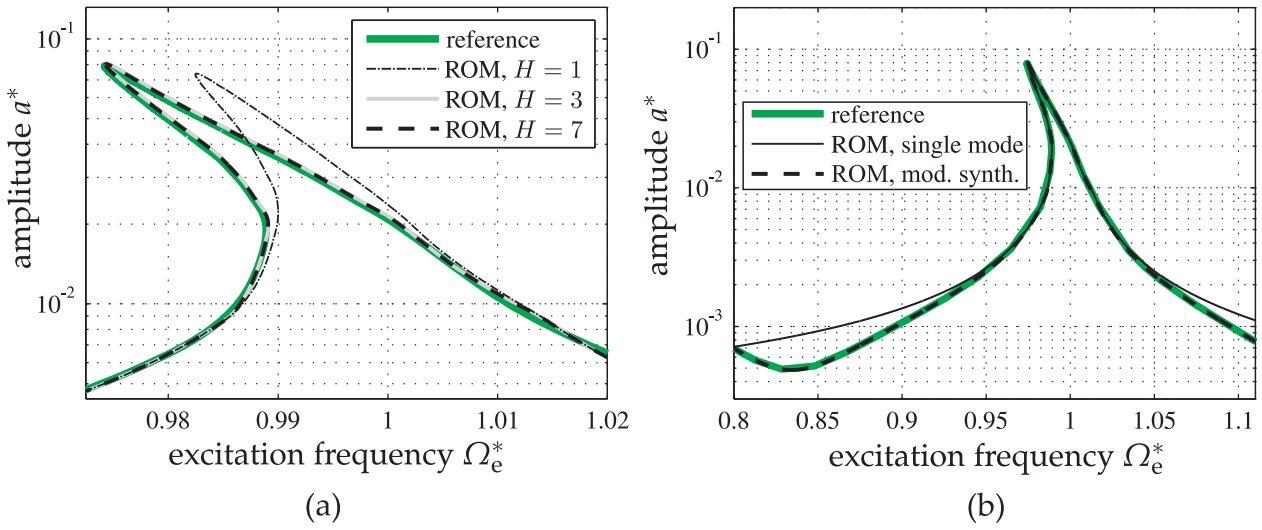 amplitude a*
10⁻¹
10⁻²
reference
ROM, H = 1
ROM, H = 3
ROM, H = 7
0.98 0.99 1 1.01 1.02
excitation frequency Ωₑ*
(a)
amplitude a*
10⁻¹
10⁻²
10⁻³
reference
ROM, single mode
ROM, mod. synth.
0.8 0.85 0.9 0.95 1 1.05 1.1
excitation frequency Ωₑ*
(b)